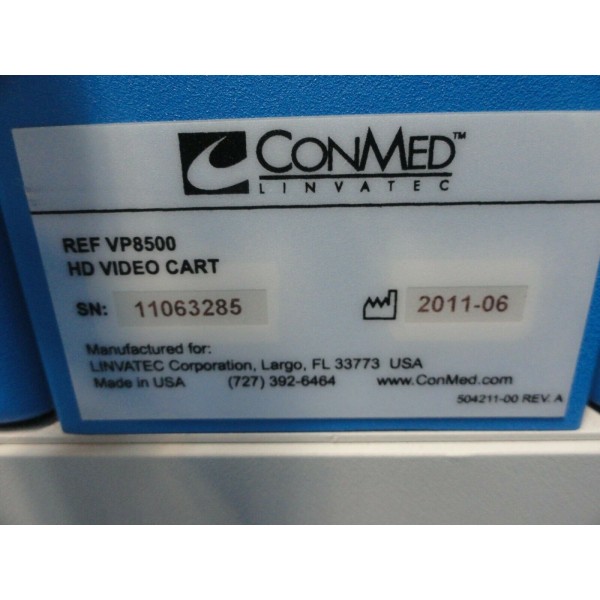 CONMED™
LINVATEC
REF VP8500
HD VIDEO CART
SN: 11063285 2011-06
Manufactured for:
LINVATEC Corporation, Largo, FL 33773 USA
Made in USA (727) 392-6464 www.ConMed.com
504211-00 REV. A